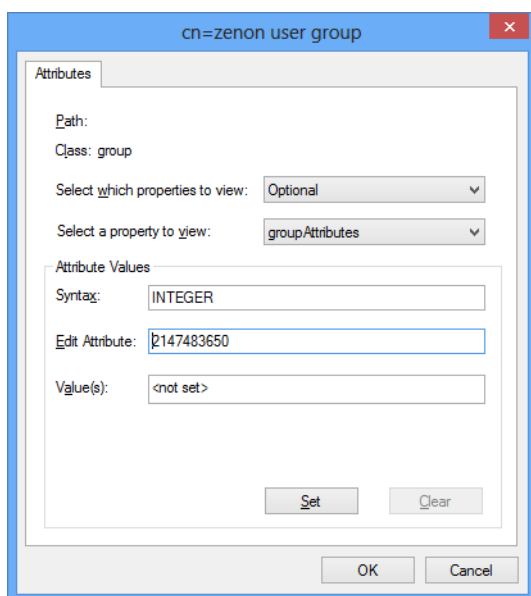 cn=zenon user group
Attributes
Path:
Class: group
Select which properties to view: Optional
Select a property to view: groupAttributes
Attribute Values
Syntax: INTEGER
Edit Attribute: 2147483650
Value(s): <not set>
Set Clear
OK Cancel